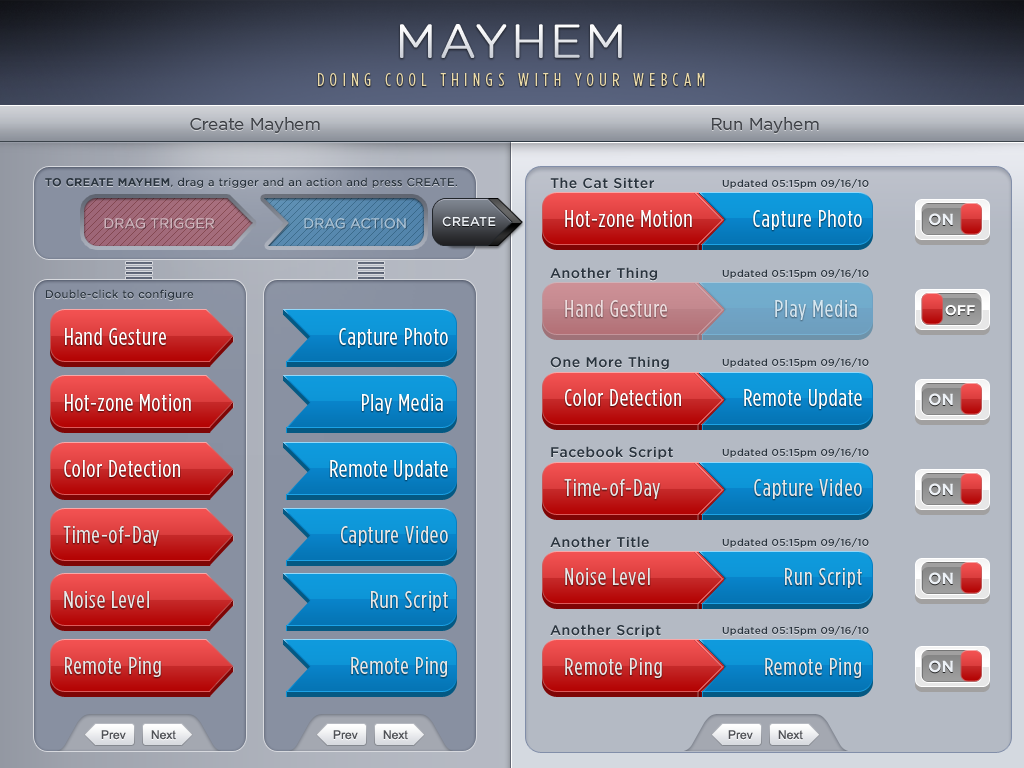 MAYHEM
DOING COOL THINGS WITH YOUR WEBCAM
Create Mayhem
Run Mayhem
TO CREATE MAYHEM, drag a trigger and an action and press CREATE.
DRAG TRIGGER
DRAG ACTION
CREATE
Double-click to configure
Hand Gesture
Hot-zone Motion
Color Detection
Time-of-Day
Noise Level
Remote Ping
Prev
Next
Capture Photo
Play Media
Remote Update
Capture Video
Run Script
Remote Ping
Prev
Next
The Cat Sitter
Updated 05:15pm 09/16/10
Hot-zone Motion
Capture Photo
ON
Another Thing
Updated 05:15pm 09/16/10
Hand Gesture
Play Media
OFF
One More Thing
Updated 05:15pm 09/16/10
Color Detection
Remote Update
ON
Facebook Script
Updated 05:15pm 09/16/10
Time-of-Day
Capture Video
ON
Another Title
Updated 05:15pm 09/16/10
Noise Level
Run Script
ON
Another Script
Updated 05:15pm 09/16/10
Remote Ping
Remote Ping
ON
Prev
Next